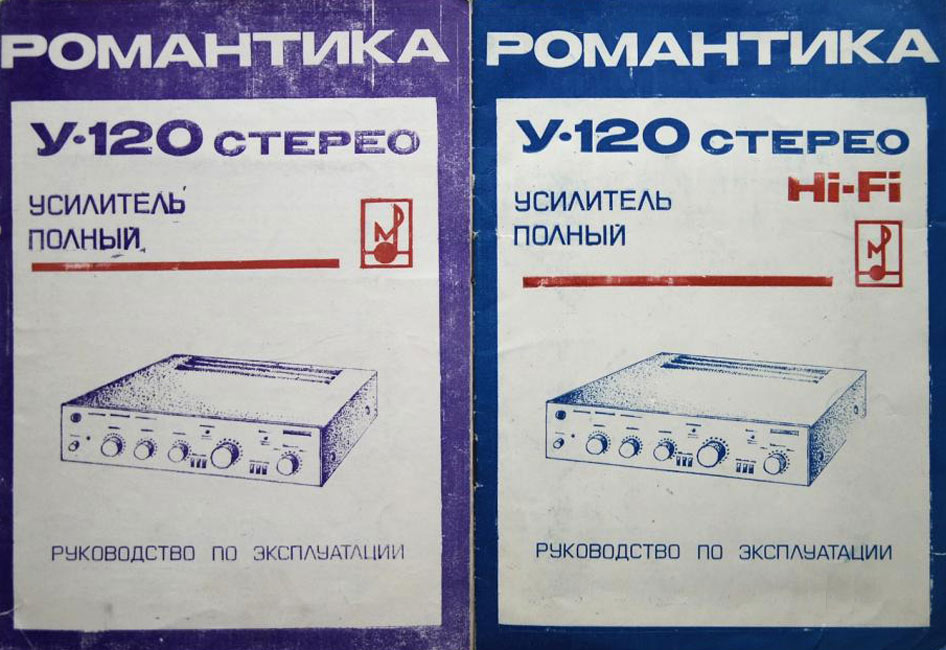 РОМАНТИКА
У-120 СТЕРЕО
УСИЛИТЕЛЬ
ПОЛНЫЙ
РУКОВОДСТВО ПО ЭКСПЛУАТАЦИИ
РОМАНТИКА
У-120 СТЕРЕО
Hi-Fi
УСИЛИТЕЛЬ
ПОЛНЫЙ
РУКОВОДСТВО ПО ЭКСПЛУАТАЦИИ